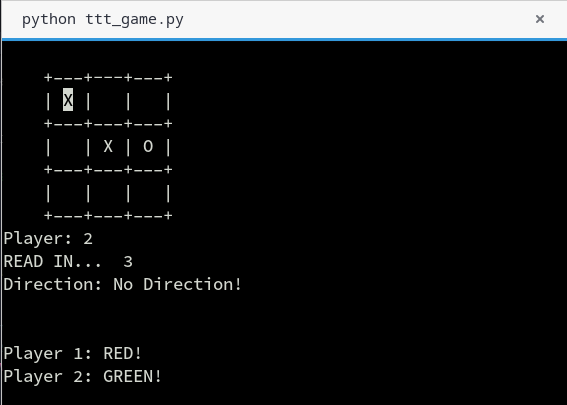 python ttt_game.py ×
+---+---+---+
| X |   |   |
+---+---+---+
|   | X | O |
+---+---+---+
|   |   |   |
+---+---+---+
Player: 2
READ IN...  3
Direction: No Direction!
Player 1: RED!
Player 2: GREEN!